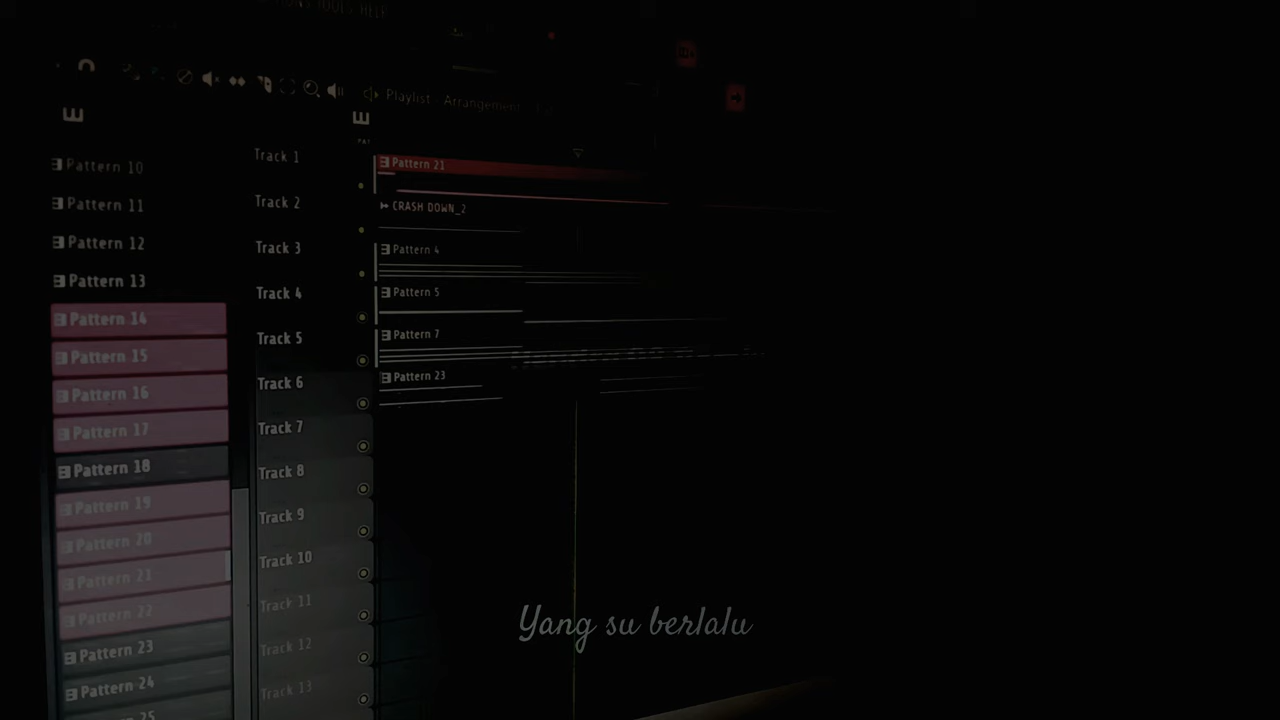 TOOLS HELP
Playlist Arrangement
Pattern 10
Pattern 11
Pattern 12
Pattern 13
Pattern 14
Pattern 15
Pattern 16
Pattern 17
Pattern 18
Pattern 19
Pattern 20
Pattern 21
Pattern 22
Pattern 23
Pattern 24
25
Track 1
Track 2
Track 3
Track 4
Track 5
Track 6
Track 7
Track 8
Track 9
Track 10
Track 11
Track 12
Track 13
Pattern 21
CRASH DOWN_2
Pattern 4
Pattern 5
Pattern 7
Pattern 23
Yang su berlalu